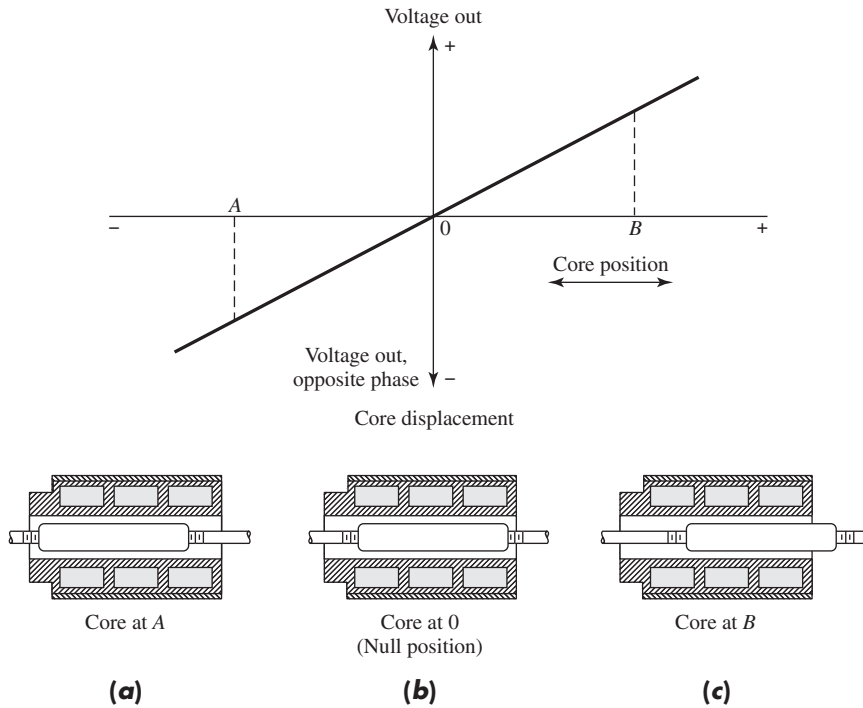 Voltage out
+
A
–
0
B
+
Core position
Voltage out,
opposite phase
–
Core displacement
Core at A
Core at 0
(Null position)
Core at B
(a)
(b)
(c)